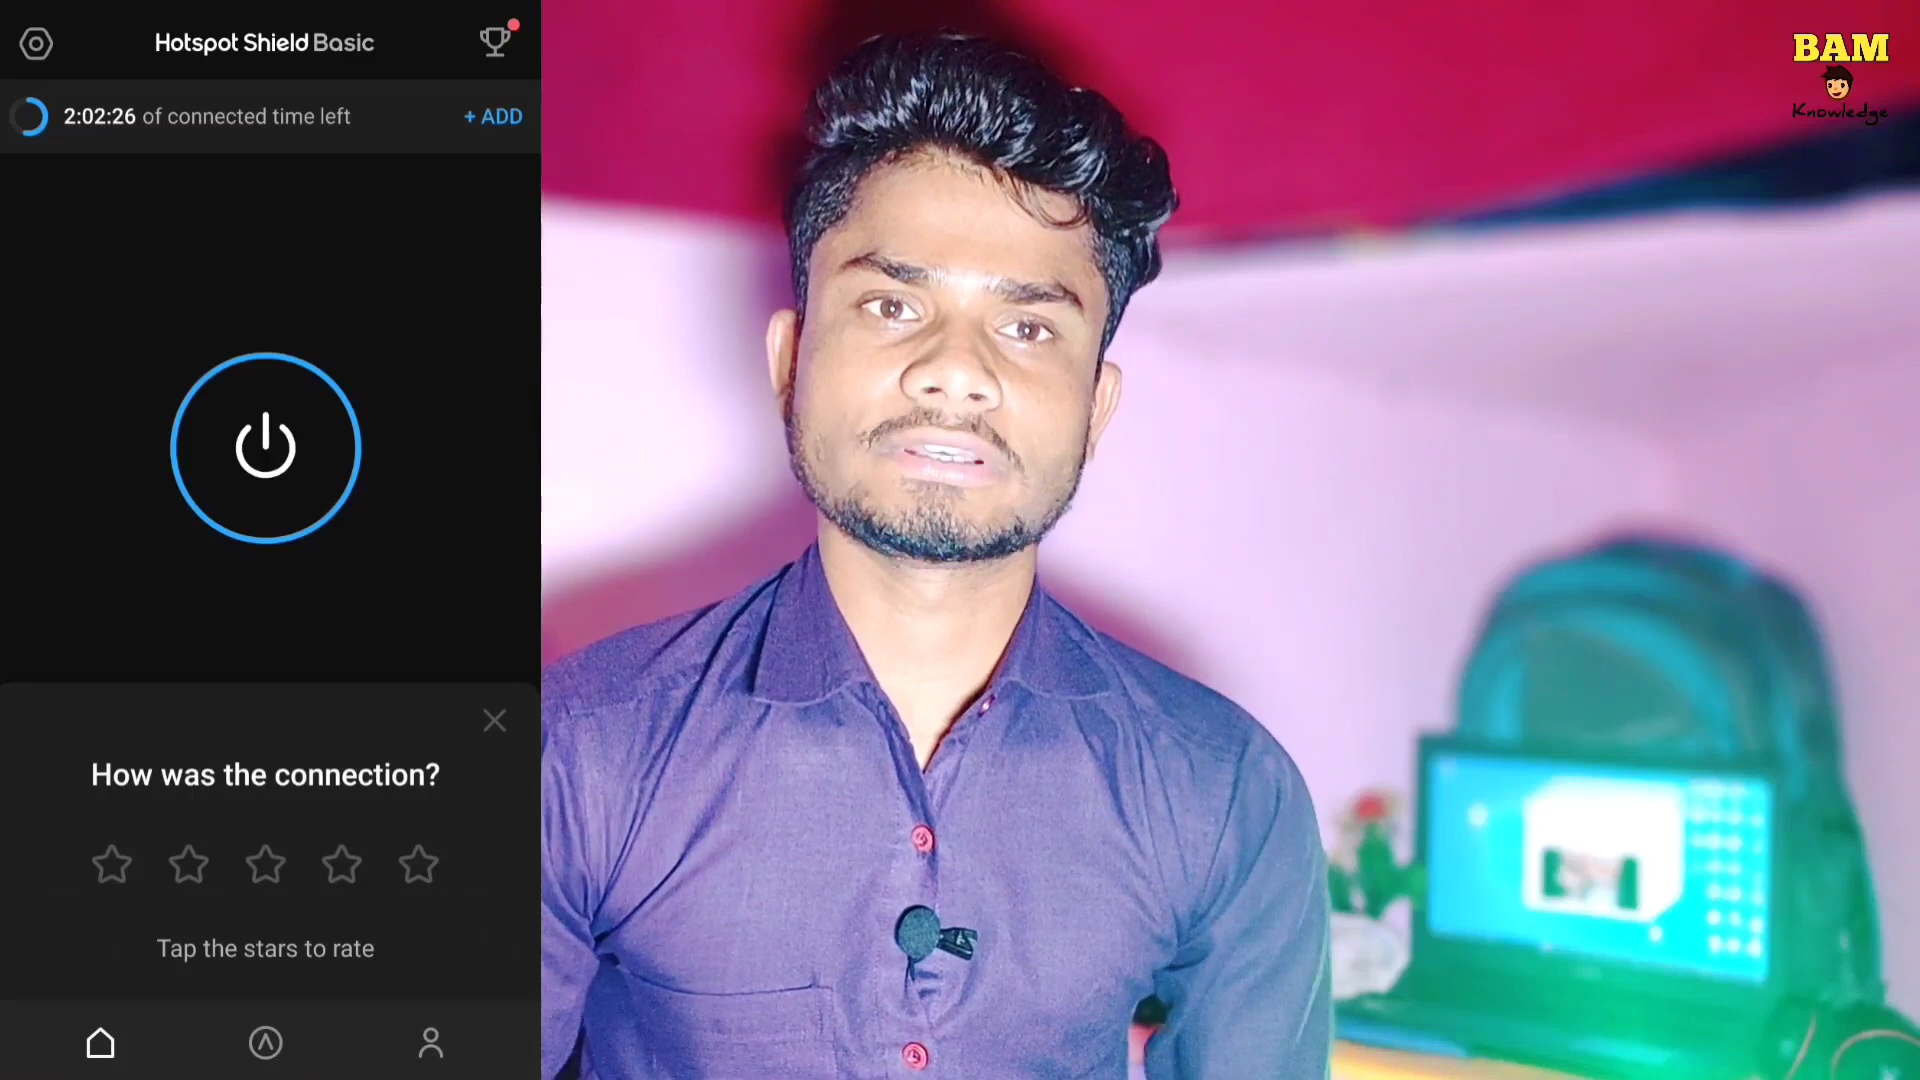 Hotspot Shield Basic
2:02:26 of connected time left
+ ADD
How was the connection?
Tap the stars to rate
BAM
Knowledge